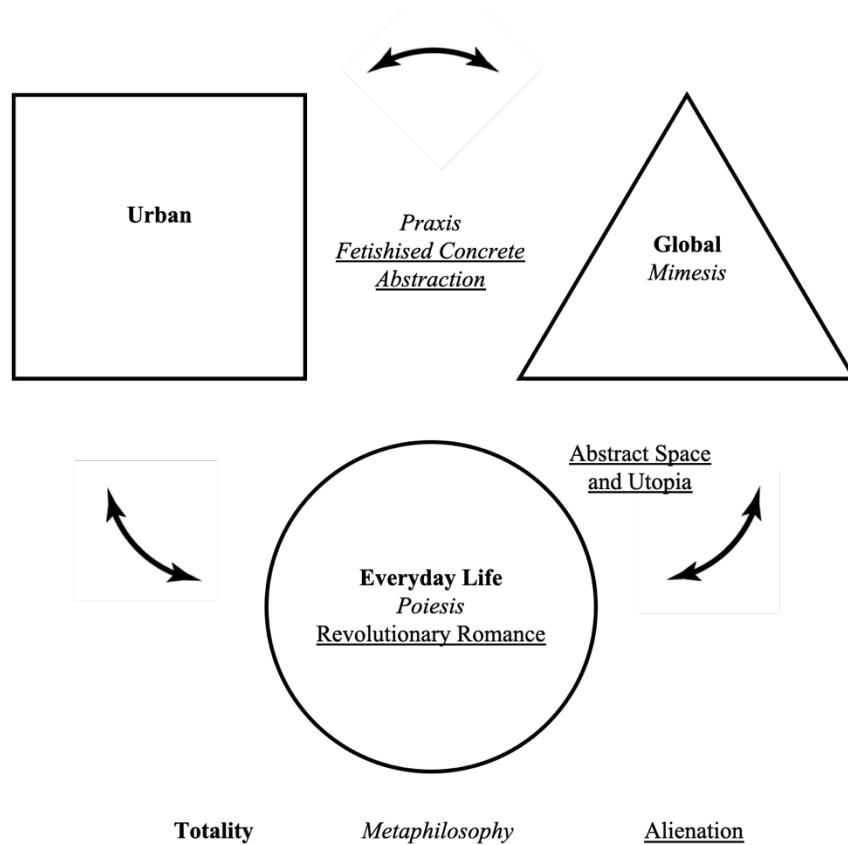 Urban
Praxis
Fetishised Concrete
Abstraction
Global
Mimesis
Abstract Space
and Utopia
Everyday Life
Poiesis
Revolutionary Romance
Totality
Metaphilosophy
Alienation